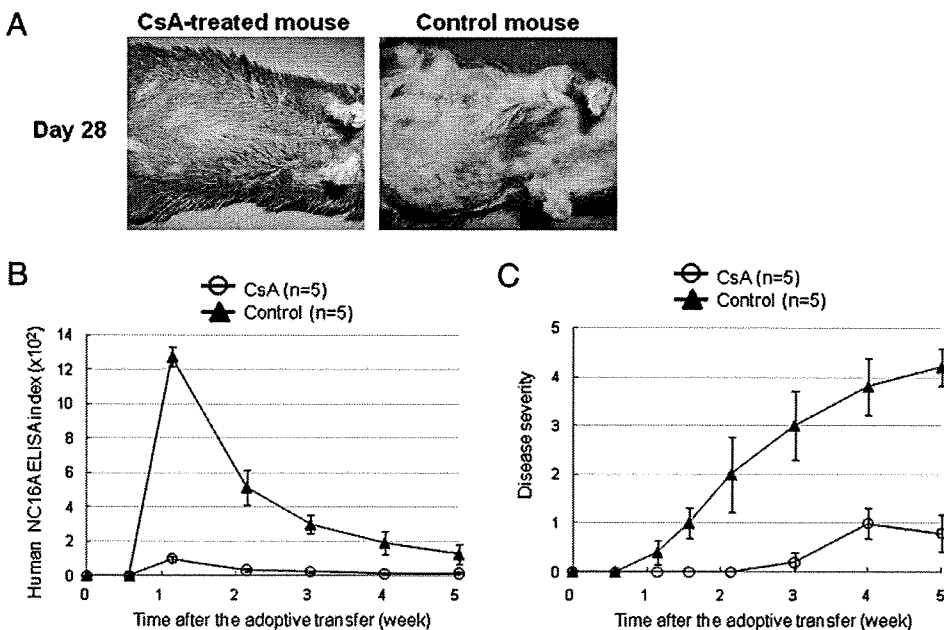 A
CsA-treated mouse
Control mouse
Day 28
B
CsA (n=5)
Control (n=5)
Human NC16A ELISA index (x10²)
14
12
10
8
6
4
2
0
0 1 2 3 4 5
Time after the adoptive transfer (week)
C
CsA (n=5)
Control (n=5)
Disease severity
5
4
3
2
1
0
0 1 2 3 4 5
Time after the adoptive transfer (week)